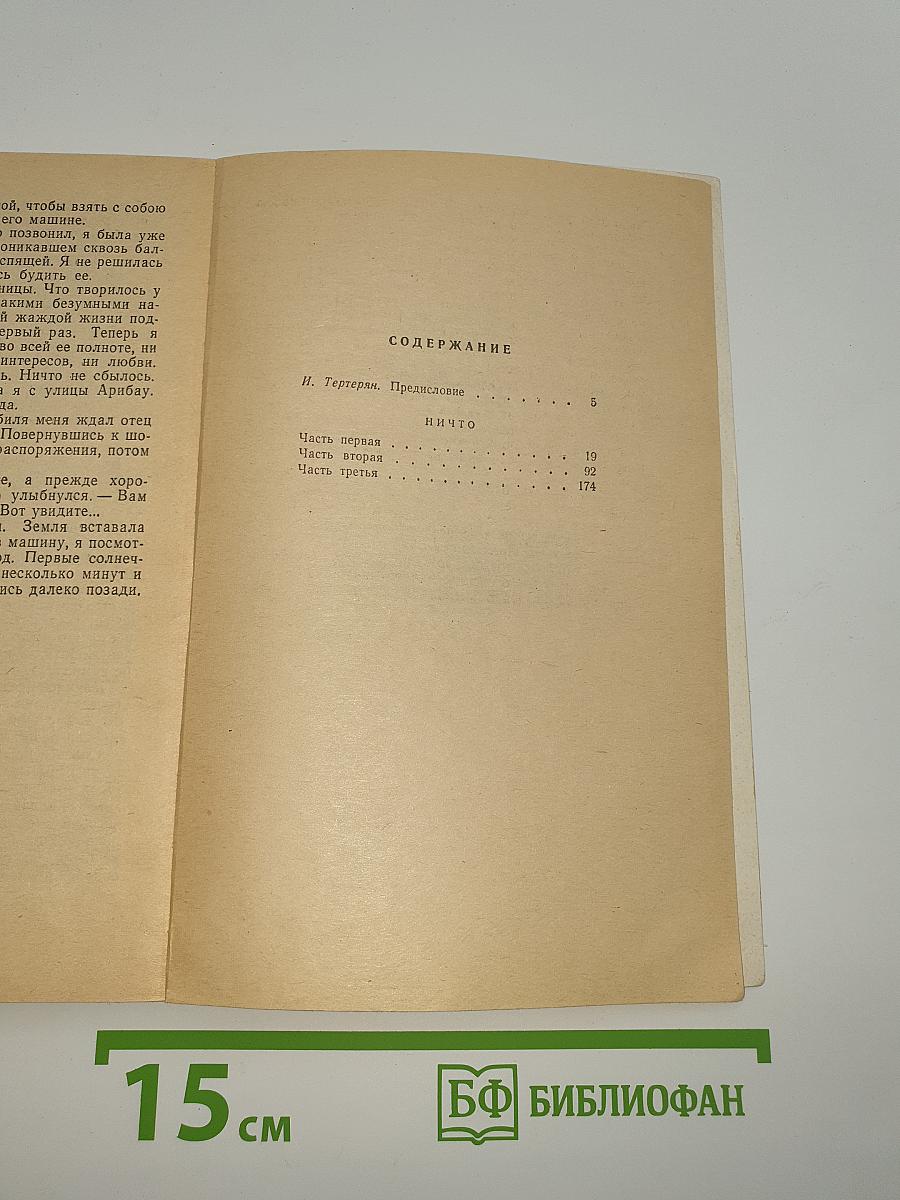 ой, чтобы взять с собою
его машине.
позвонил, я была уже
оникавшем сквозь бал-
спящей. Я не решилась
сь будить ее.
ницы. Что творилось у
акими безумными на-
й жаждой жизни под-
ервый раз. Теперь я
во всей ее полноте, ни
интересов, ни любви.
ь. Ничто не сбылось.
а я с улицы Арибау.
да.
биля меня ждал отец
Повернувшись к шо-
распоряжения, потом
е, а прежде хоро-
улыбнулся. — Вам
Вот увидите...
. Земля вставала
в машину, я посмот-
од. Первые солнеч-
несколько минут и
ись далеко позади.
СОДЕРЖАНИЕ
И. Тертерян. Предисловие . . . . . . . 5
НИЧТО
Часть первая . . . . . . . . . . . . 19
Часть вторая . . . . . . . . . . . . 92
Часть третья . . . . . . . . . . . . 174
15 см
БФ БИБЛИОФАН